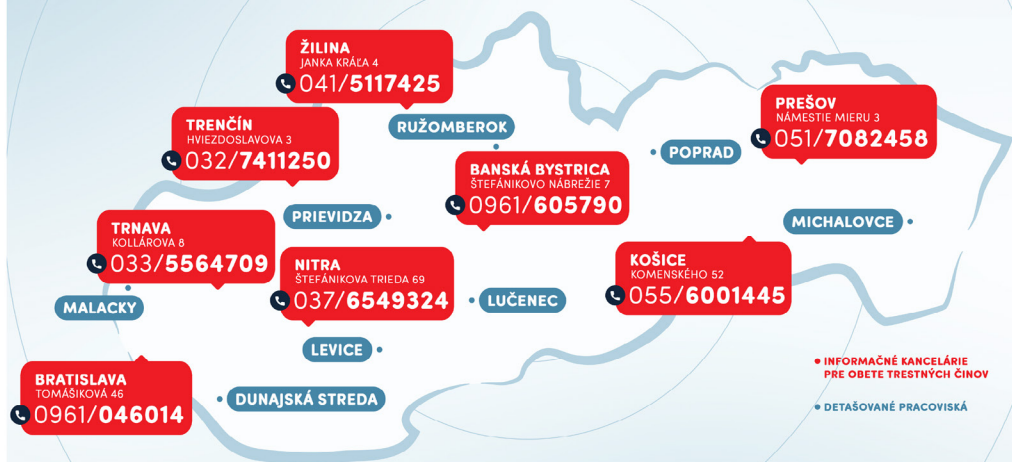 ŽILINA
JANKA KRÁĽA 4
041/5117425
TRENČÍN
HVIEZDOSLAVOVA 3
032/7411250
RUŽOMBEROK
PREŠOV
NÁMESTIE MIERU 3
051/7082458
POPRAD
BANSKÁ BYSTRICA
ŠTEFÁNIKOVO NÁBREŽIE 7
0961/605790
PRIEVIDZA
MICHALOVCE
TRNAVA
KOLLÁROVA 8
033/5564709
NITRA
ŠTEFÁNIKOVA TRIEDA 69
037/6549324
KOŠICE
KOMENSKÉHO 52
055/6001445
MALACKY
LUČENEC
LEVICE
BRATISLAVA
TOMÁŠIKOVÁ 46
0961/046014
DUNAJSKÁ STREDA
INFORMAČNÉ KANCELÁRIE
PRE OBETE TRESTNÝCH ČINOV
DETAŠOVANÉ PRACOVISKÁ